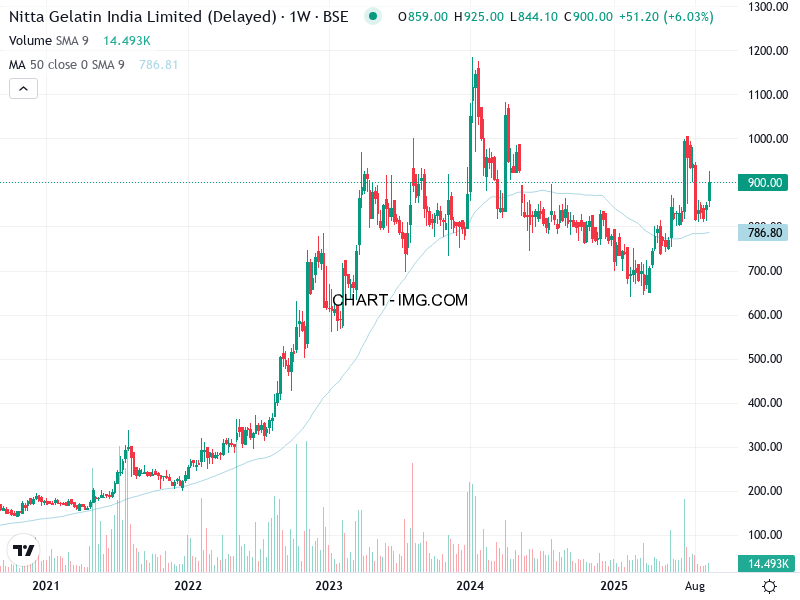 Nitta Gelatin India Limited (Delayed) · 1W · BSE O859.00 H925.00 L844.10 C900.00 +51.20 (+6.03%)
Volume SMA 9 14.493K
MA 50 close 0 SMA 9 786.81
1300.00
1200.00
1100.00
1000.00
900.00
786.80
700.00
600.00
CHART-IMG.COM
500.00
400.00
300.00
200.00
100.00
14.493K
2021 2022 2023 2024 2025 Aug